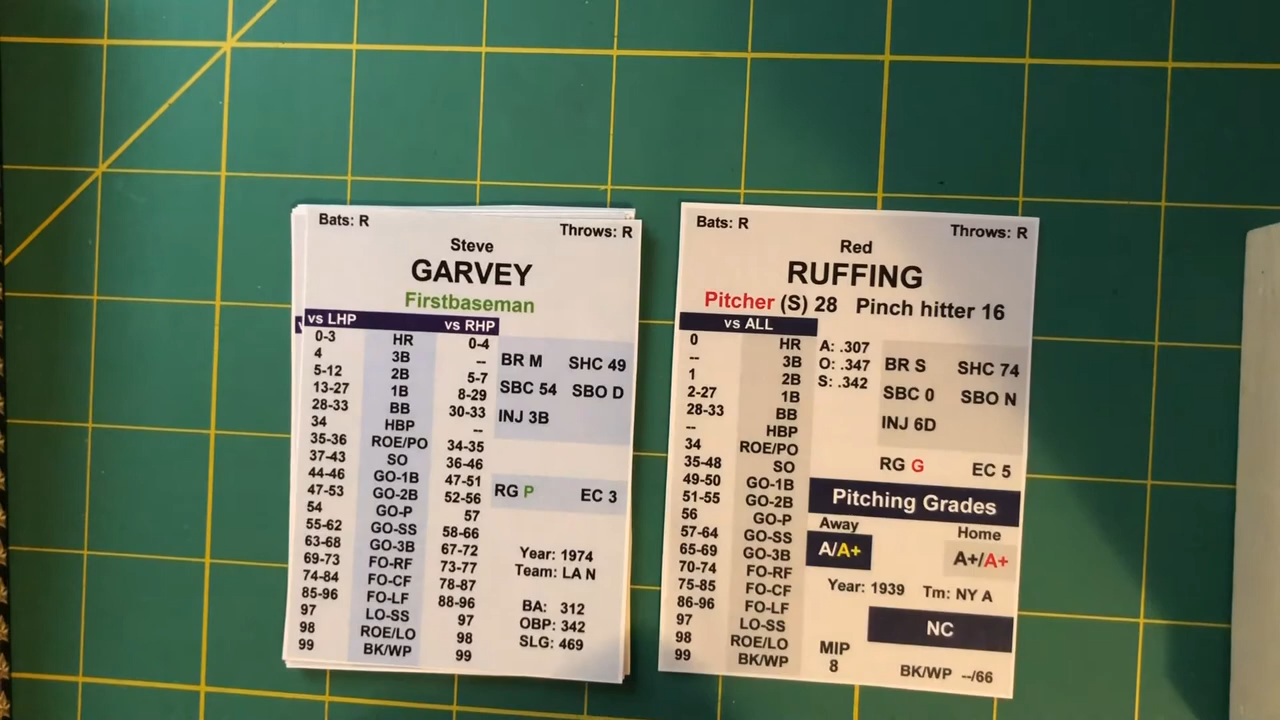 Bats: R
Throws: R
Steve
GARVEY
Firstbaseman
vs LHP vs RHP
0-3 HR 0-4
4 3B --
5-12 2B 5-7
13-27 1B 8-29
28-33 BB 30-33
34 HBP --
35-36 ROE/PO 34-35
37-43 SO 36-46
44-46 GO-1B 47-51
47-53 GO-2B 52-56
54 GO-P 57
55-62 GO-SS 58-66
63-68 GO-3B 67-72
69-73 FO-RF 73-77
74-84 FO-CF 78-87
85-96 FO-LF 88-96
97 LO-SS 97
98 ROE/LO 98
99 BK/WP 99
BR M SHC 49
SBC 54 SBO D
INJ 3B
RG P EC 3
Year: 1974
Team: LA N
BA: 312
OBP: 342
SLG: 469
Bats: R
Throws: R
Red
RUFFING
Pitcher (S) 28 Pinch hitter 16
vs ALL
0 HR
-- 3B
1 2B
2-27 1B
28-33 BB
-- HBP
34 ROE/PO
35-48 SO
49-50 GO-1B
51-55 GO-2B
56 GO-P
57-64 GO-SS
65-69 GO-3B
70-74 FO-RF
75-85 FO-CF
86-96 FO-LF
97 LO-SS
98 ROE/LO
99 BK/WP
A: .307
O: .347
S: .342
BR S SHC 74
SBC 0 SBO N
INJ 6D
RG G EC 5
Pitching Grades
Away Home
A/A+ A+/A+
Year: 1939 Tm: NY A
NC
MIP
8
BK/WP --/66